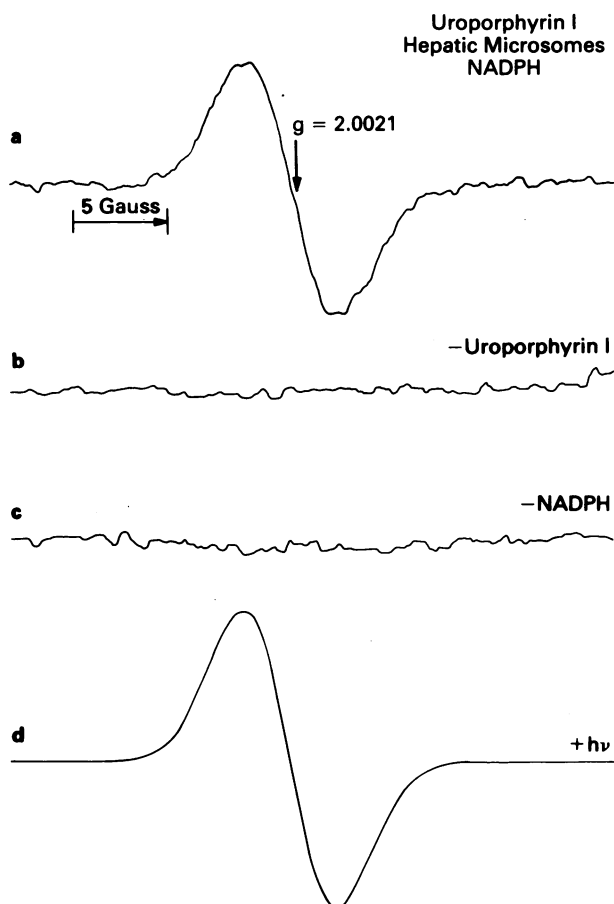 Uroporphyrin I
Hepatic Microsomes
NADPH
a
g = 2.0021
5 Gauss
b
−Uroporphyrin I
c
−NADPH
d
+hν